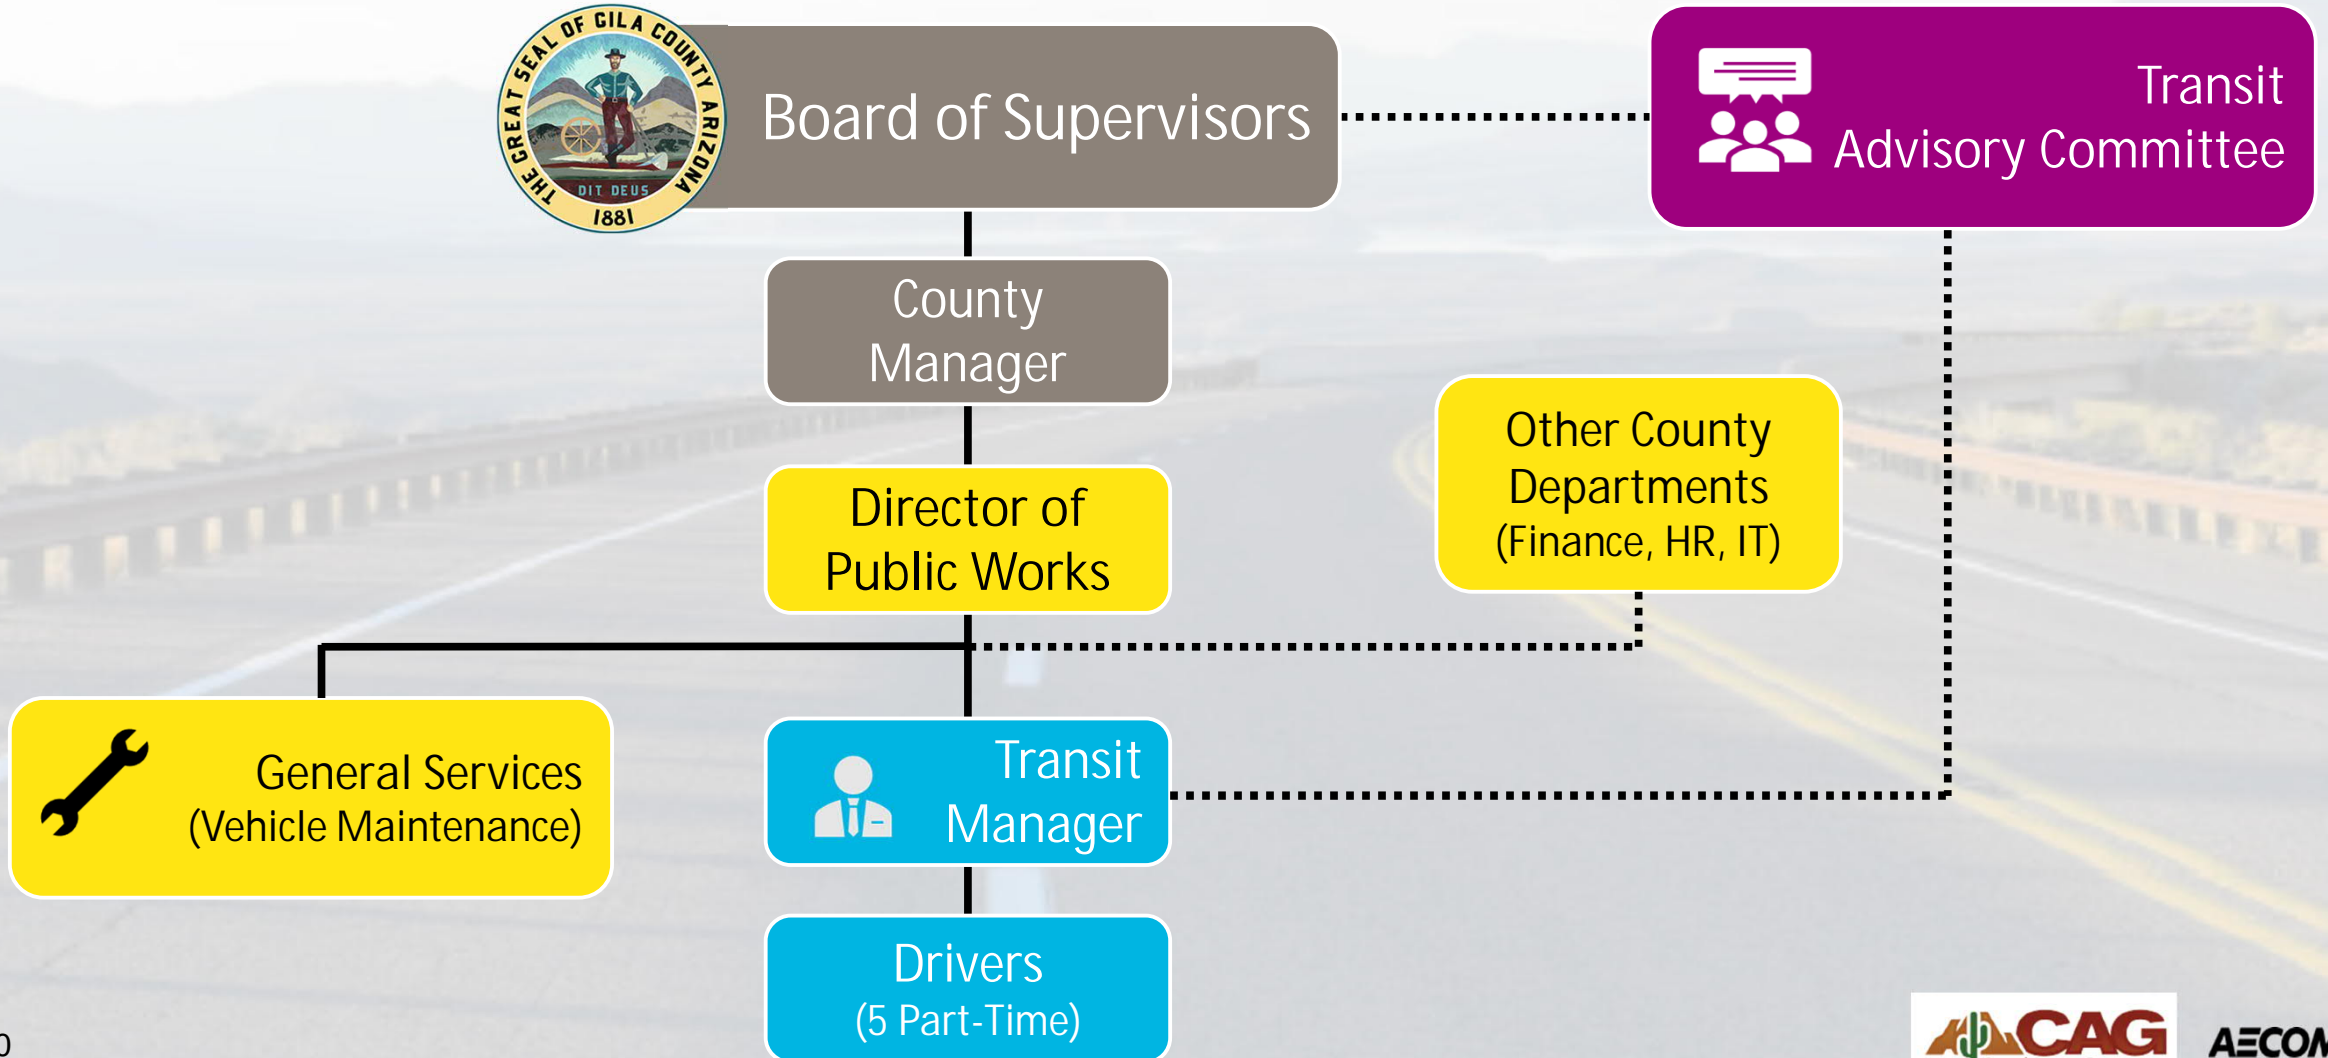 THE GREAT SEAL OF GILA COUNTY ARIZONA
DIT DEUS
1881
Board of Supervisors
Transit
Advisory Committee
County
Manager
Other County
Departments
(Finance, HR, IT)
Director of
Public Works
General Services
(Vehicle Maintenance)
Transit
Manager
Drivers
(5 Part-Time)
0
CAG
AECOM